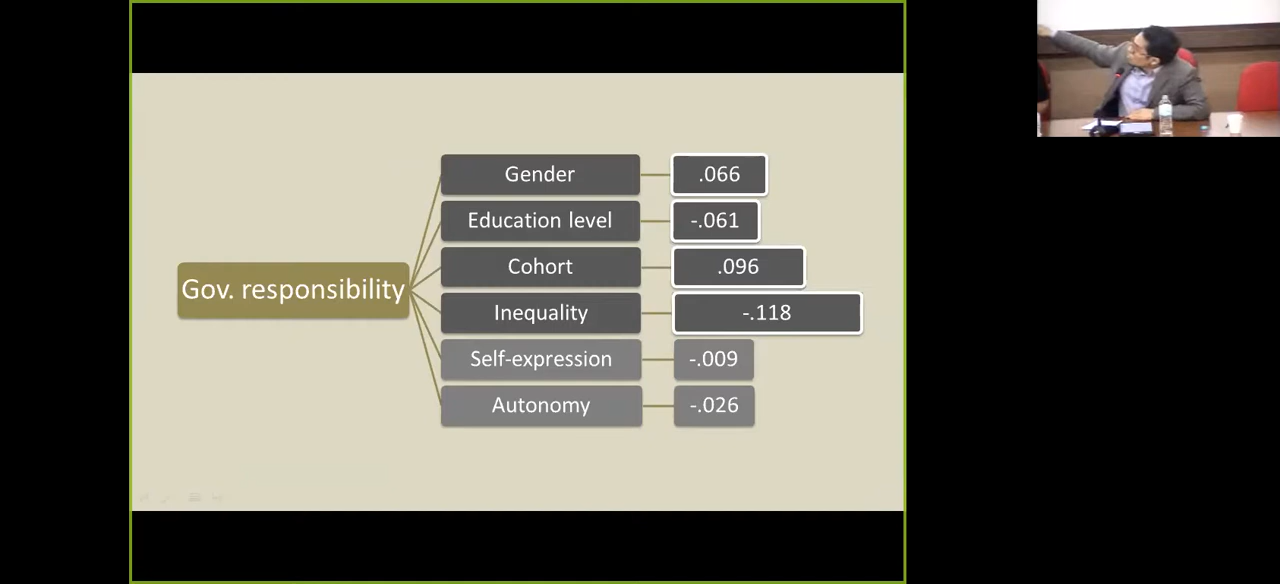 Gov. responsibility
Gender
.066
Education level
-.061
Cohort
.096
Inequality
-.118
Self-expression
-.009
Autonomy
-.026